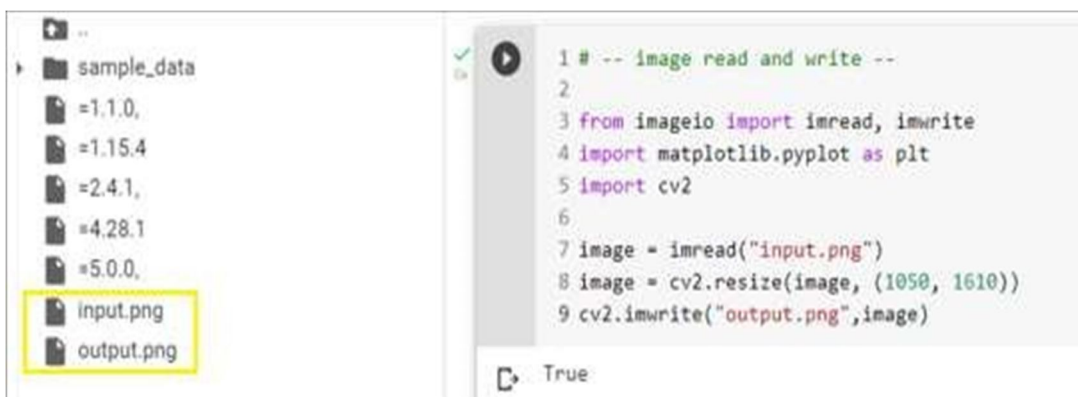 ..
sample_data
=1.1.0,
=1.15.4
=2.4.1,
=4.28.1
=5.0.0,
input.png
output.png
1 # -- image read and write --
2
3 from imageio import imread, imwrite
4 import matplotlib.pyplot as plt
5 import cv2
6
7 image = imread("input.png")
8 image = cv2.resize(image, (1050, 1610))
9 cv2.imwrite("output.png",image)
True